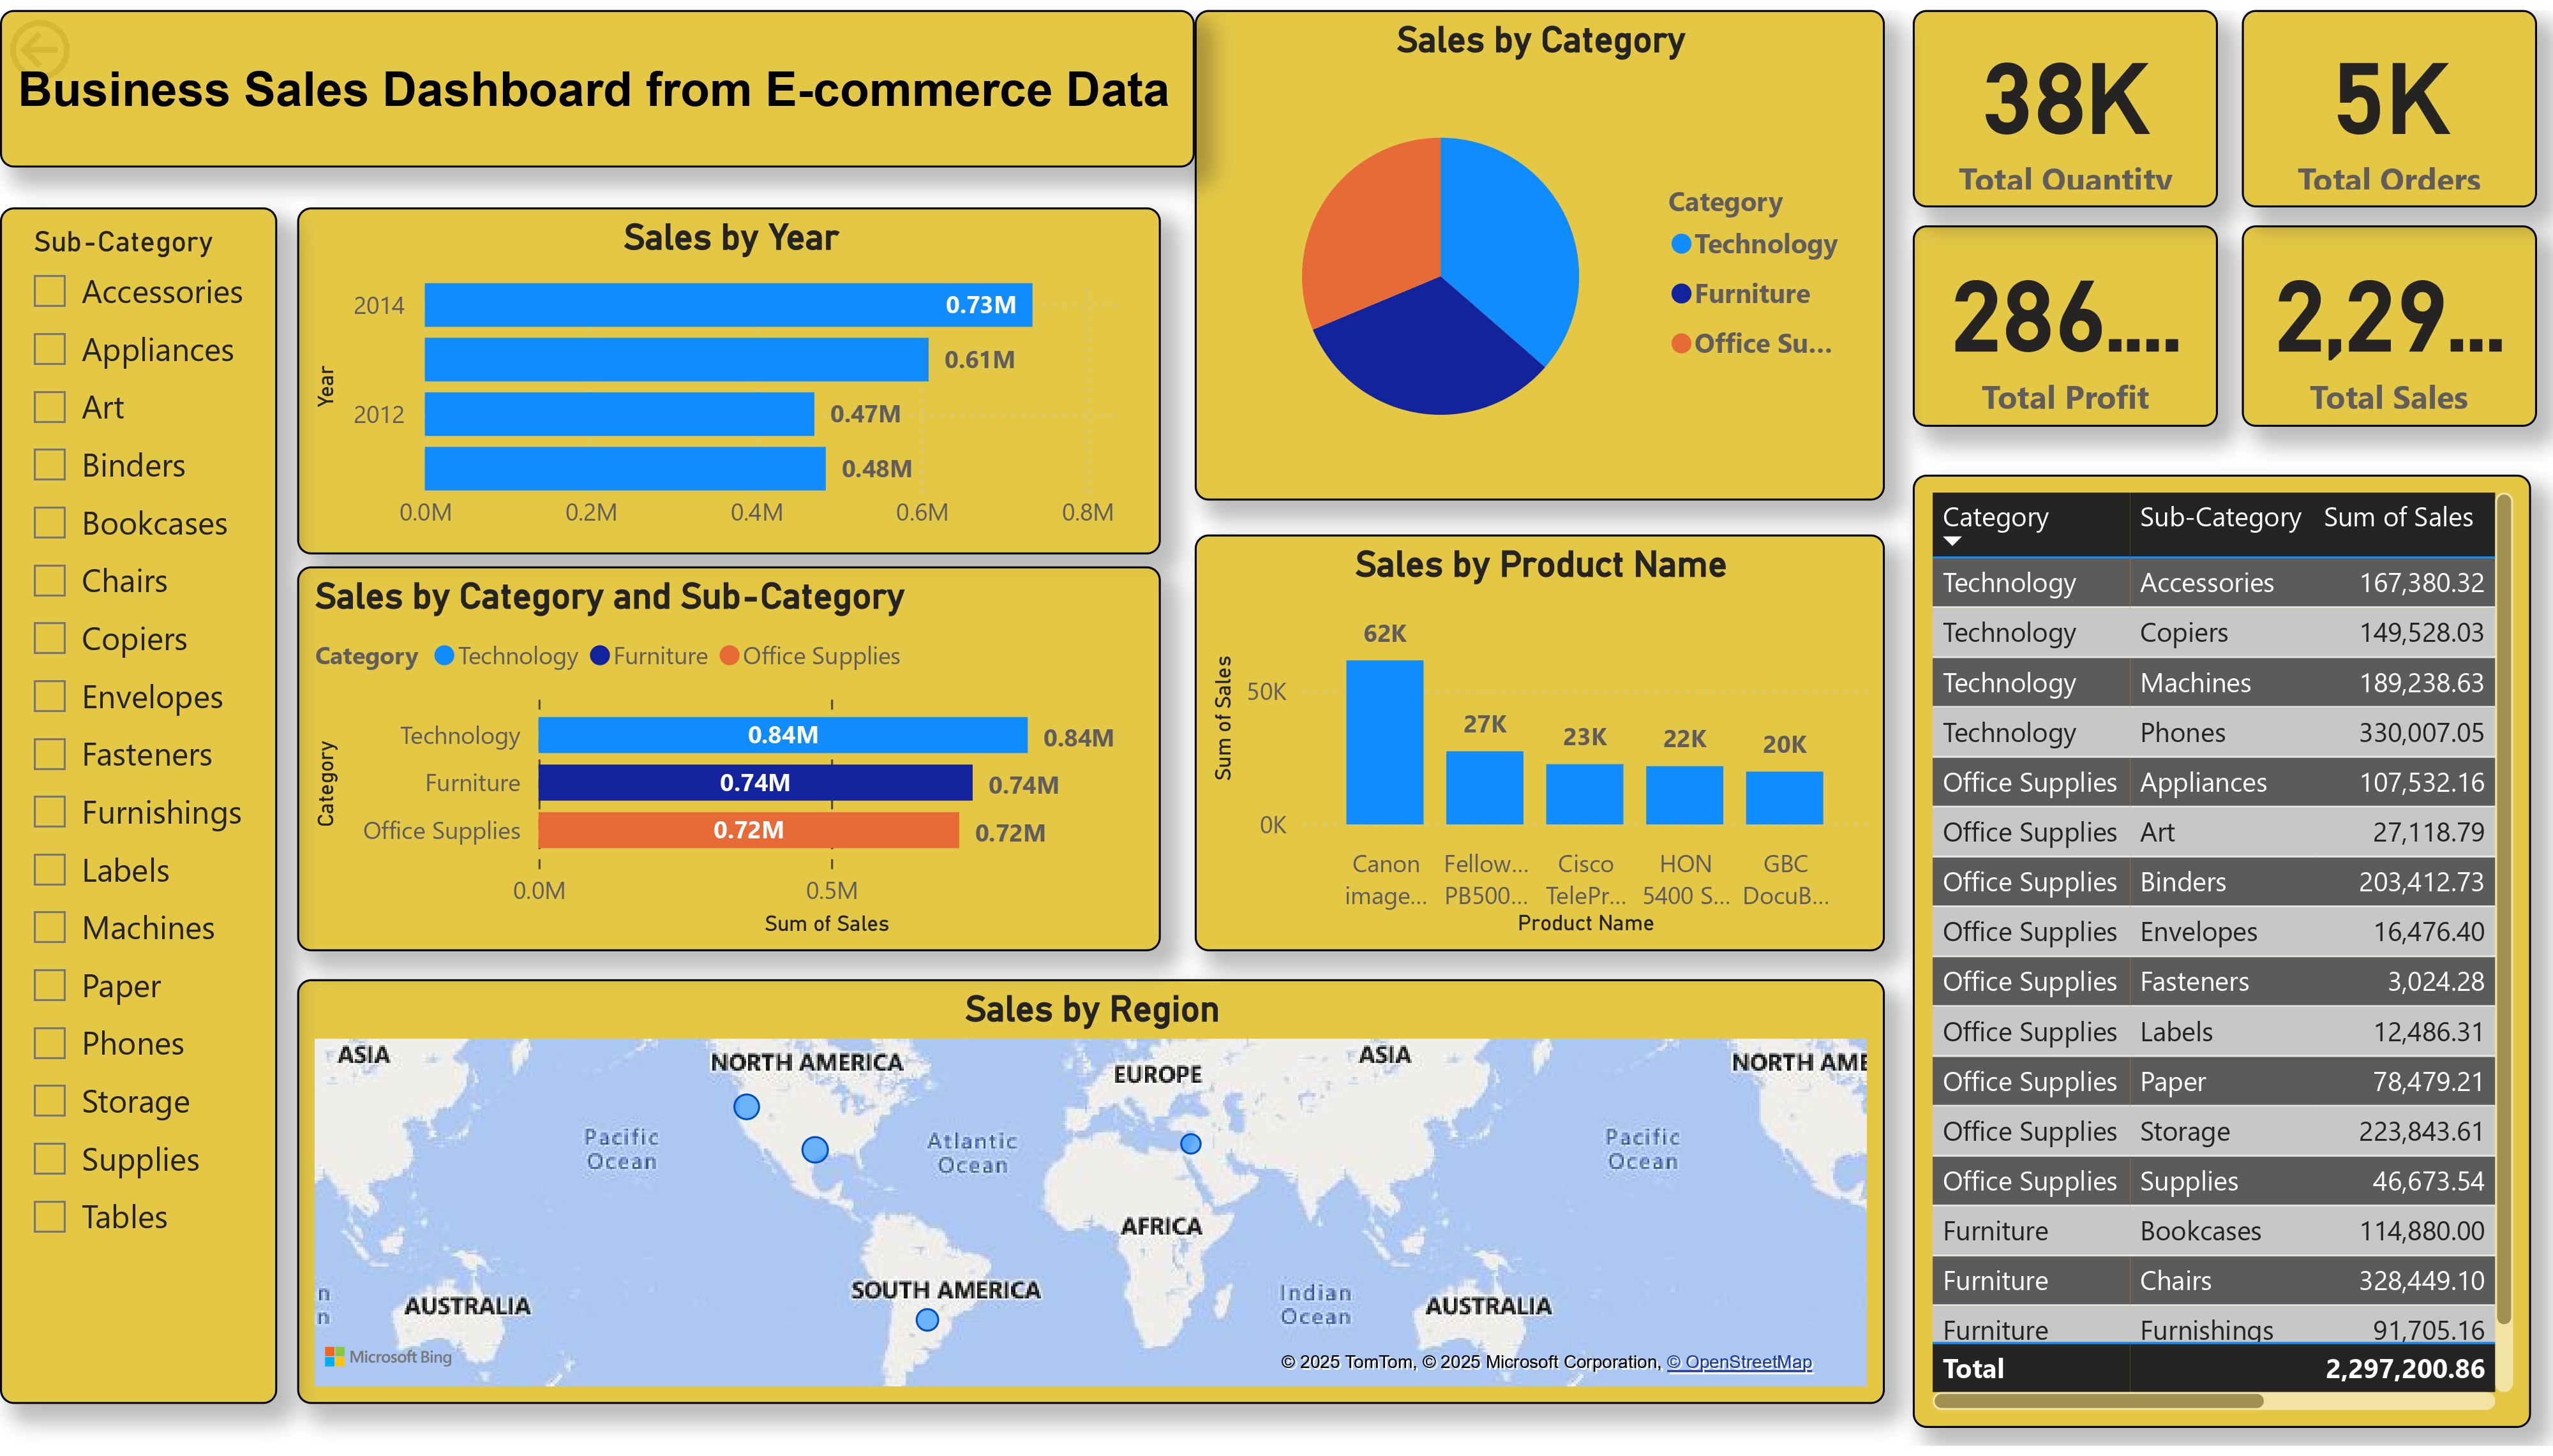 Business Sales Dashboard from E-commerce Data
Sub-Category
Accessories
Appliances
Art
Binders
Bookcases
Chairs
Copiers
Envelopes
Fasteners
Furnishings
Labels
Machines
Paper
Phones
Storage
Supplies
Tables
Sales by Year
Year
2014
0.73M
0.61M
2012
0.47M
0.48M
0.0M 0.2M 0.4M 0.6M 0.8M
Sales by Category and Sub-Category
Category Technology Furniture Office Supplies
Category
Technology 0.84M 0.84M
Furniture 0.74M 0.74M
Office Supplies 0.72M 0.72M
0.0M 0.5M
Sum of Sales
Sales by Category
Category
Technology
Furniture
Office Su...
Sales by Product Name
Sum of Sales
50K
0K
62K
27K
23K
22K
20K
Canon image...
Fellow... PB500...
Cisco TelePr...
HON 5400 S...
GBC DocuB...
Product Name
Sales by Region
ASIA
NORTH AMERICA
EUROPE
ASIA
NORTH AME
Pacific Ocean
Atlantic Ocean
Pacific Ocean
AFRICA
SOUTH AMERICA
Indian Ocean
n
n
AUSTRALIA
AUSTRALIA
Microsoft Bing
© 2025 TomTom, © 2025 Microsoft Corporation, © OpenStreetMap
38K
Total Quantity
5K
Total Orders
286....
Total Profit
2,29...
Total Sales
Category Sub-Category Sum of Sales
Technology Accessories 167,380.32
Technology Copiers 149,528.03
Technology Machines 189,238.63
Technology Phones 330,007.05
Office Supplies Appliances 107,532.16
Office Supplies Art 27,118.79
Office Supplies Binders 203,412.73
Office Supplies Envelopes 16,476.40
Office Supplies Fasteners 3,024.28
Office Supplies Labels 12,486.31
Office Supplies Paper 78,479.21
Office Supplies Storage 223,843.61
Office Supplies Supplies 46,673.54
Furniture Bookcases 114,880.00
Furniture Chairs 328,449.10
Furniture Furnishings 91,705.16
Total 2,297,200.86